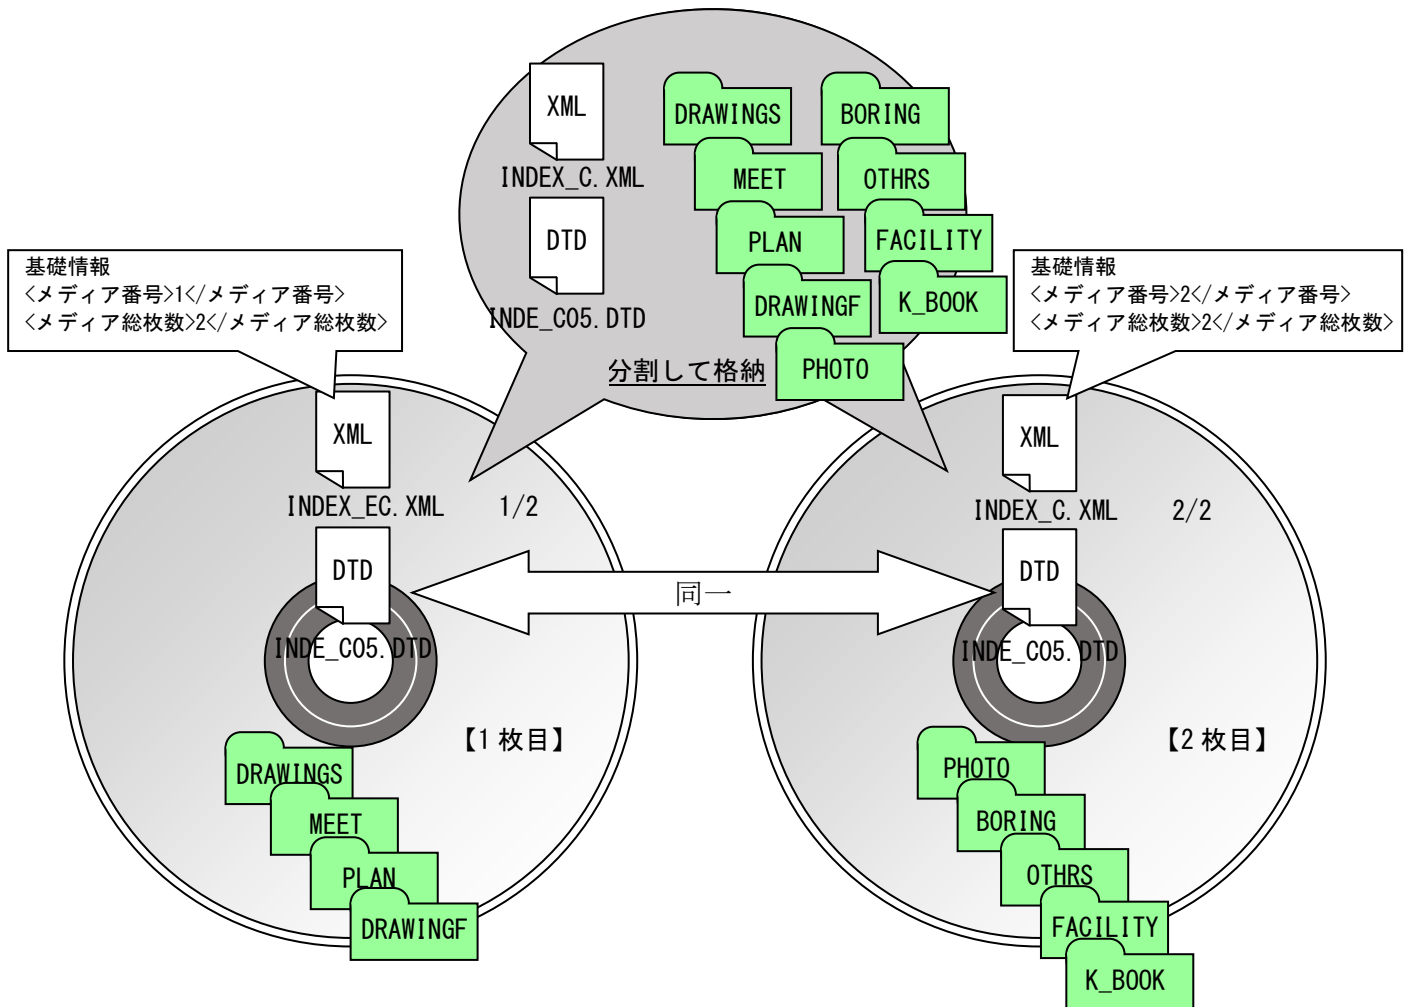 XML
INDEX_C.XML
DTD
INDE_C05.DTD
DRAWINGS
MEET
PLAN
DRAWINGF
PHOTO
BORING
OTHRS
FACILITY
K_BOOK
分割して格納
基礎情報
<メディア番号>1</メディア番号>
<メディア総枚数>2</メディア総枚数>
基礎情報
<メディア番号>2</メディア番号>
<メディア総枚数>2</メディア総枚数>
XML
INDEX_EC.XML 1/2
DTD
INDE_C05.DTD
【1枚目】
DRAWINGS
MEET
PLAN
DRAWINGF
同一
XML
INDEX_C.XML 2/2
DTD
INDE_C05.DTD
【2枚目】
PHOTO
BORING
OTHRS
FACILITY
K_BOOK